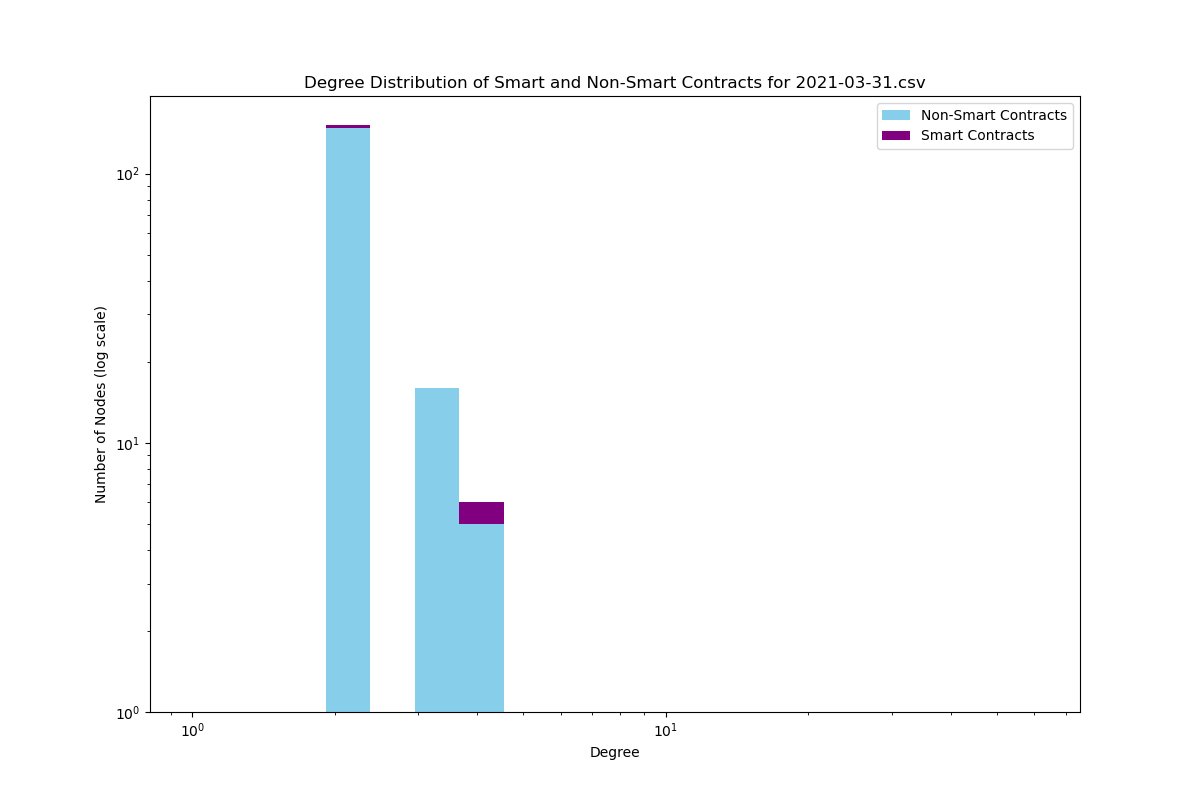 Degree Distribution of Smart and Non-Smart Contracts for 2021-03-31.csv
Non-Smart Contracts
Smart Contracts
Number of Nodes (log scale)
10²
10¹
10⁰
10⁰
10¹
Degree